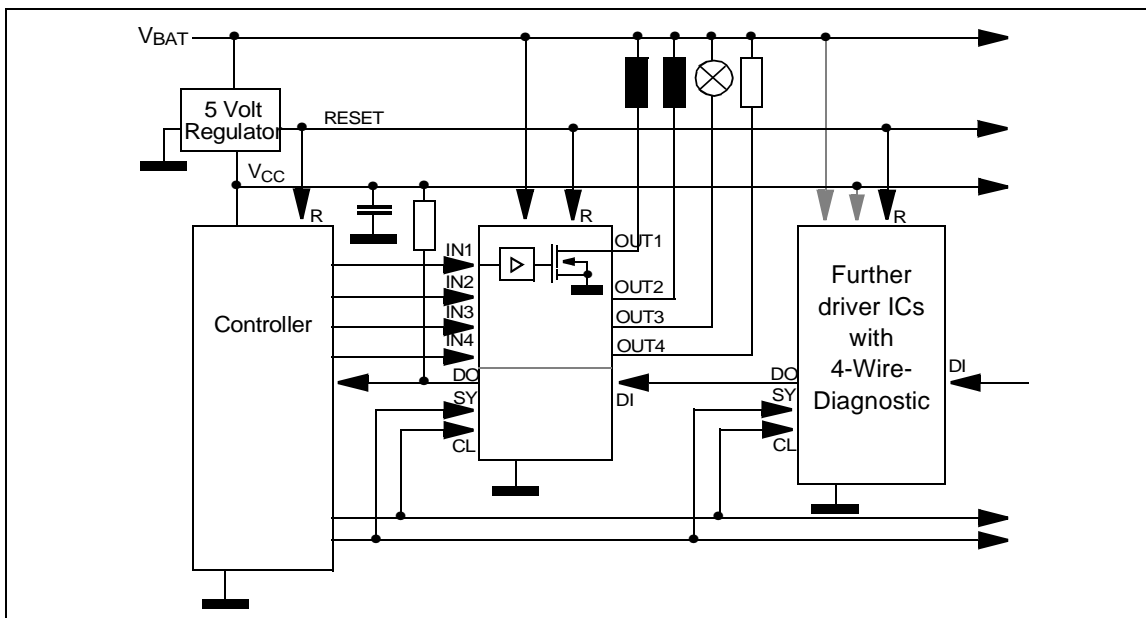 VBAT
5 Volt
Regulator
RESET
VCC
R
R
R
IN1
IN2
IN3
IN4
DO
SY
CL
OUT1
OUT2
OUT3
OUT4
DI
Controller
Further
driver ICs
with
4-Wire-
Diagnostic
DO
SY
CL
DI